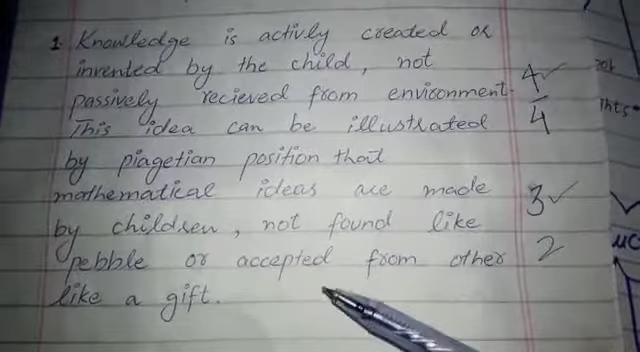 1. Knowledge is activly created or
invented by the child, not
passively recieved from environment.
This idea can be illustrated
by piagetian position that
mathematical ideas are made
by children, not found like
pebble or accepted from other
like a gift.
4✓
4
3✓
2